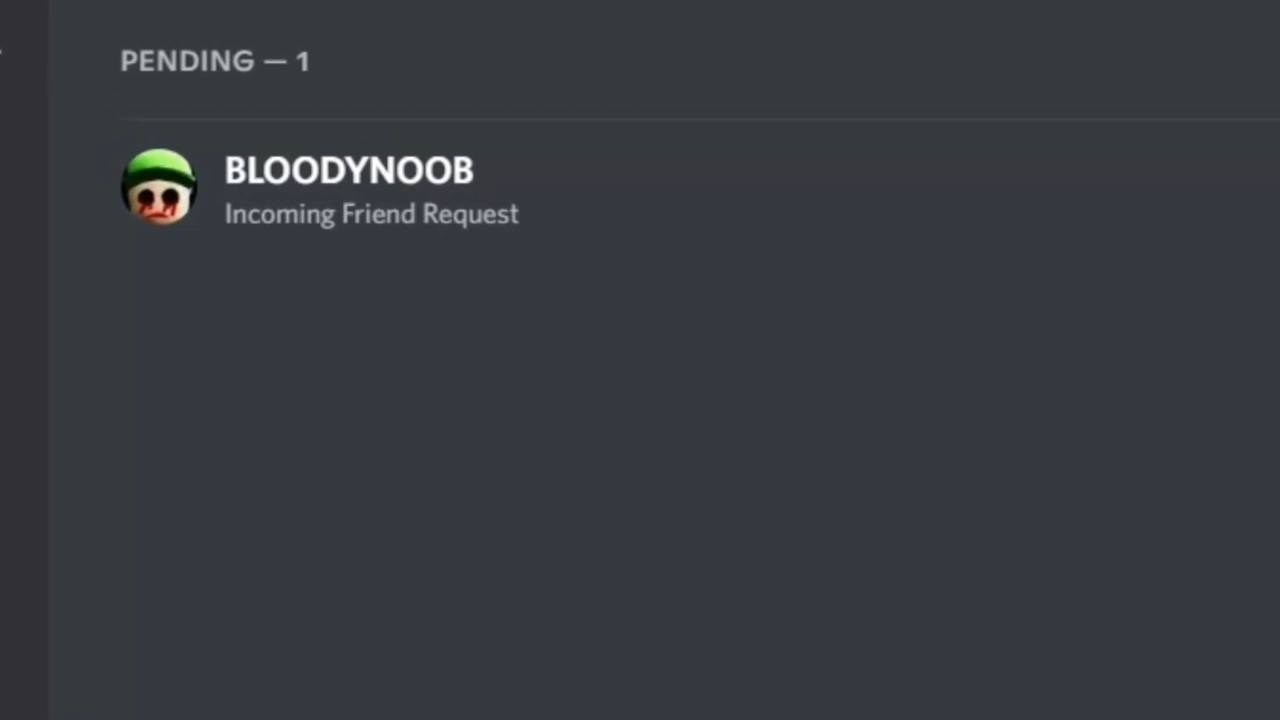 PENDING — 1
BLOODYNOOB
Incoming Friend Request